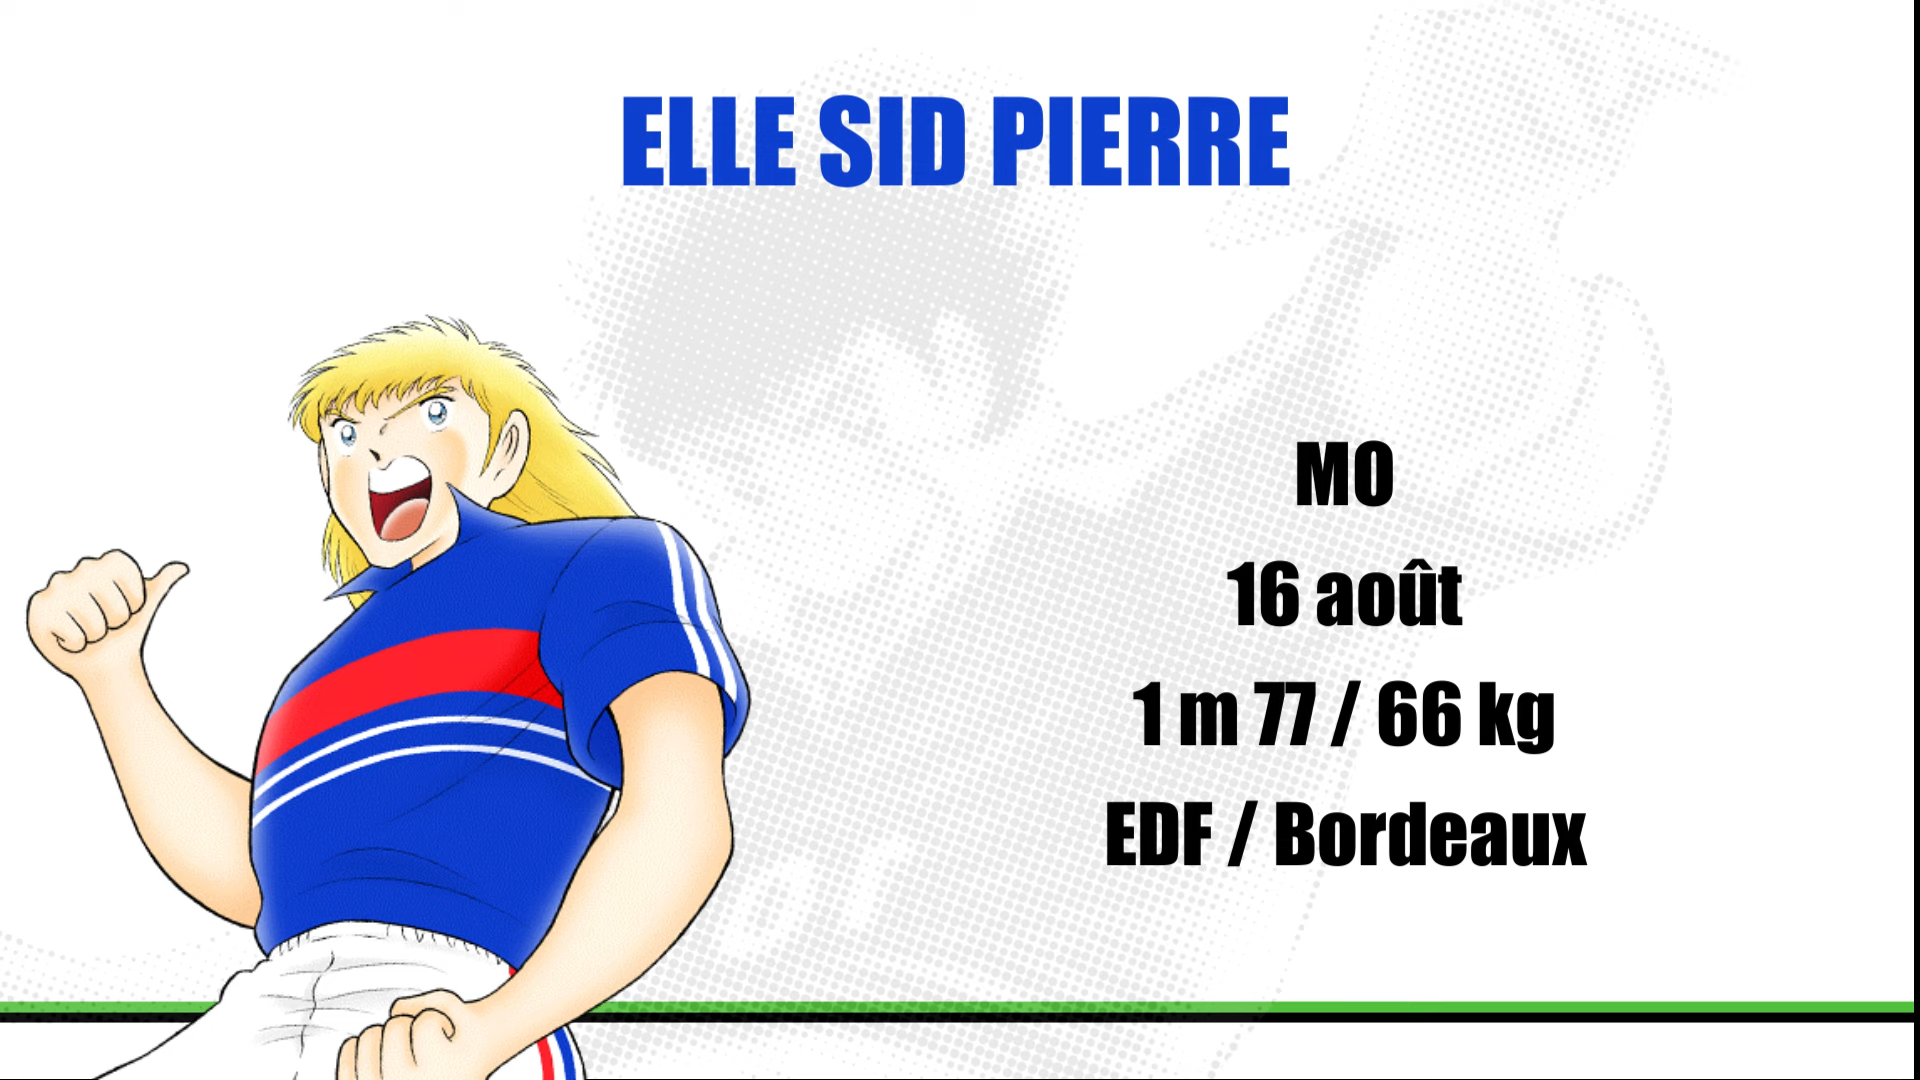 ELLE SID PIERRE
MO
16 août
1 m 77 / 66 kg
EDF / Bordeaux